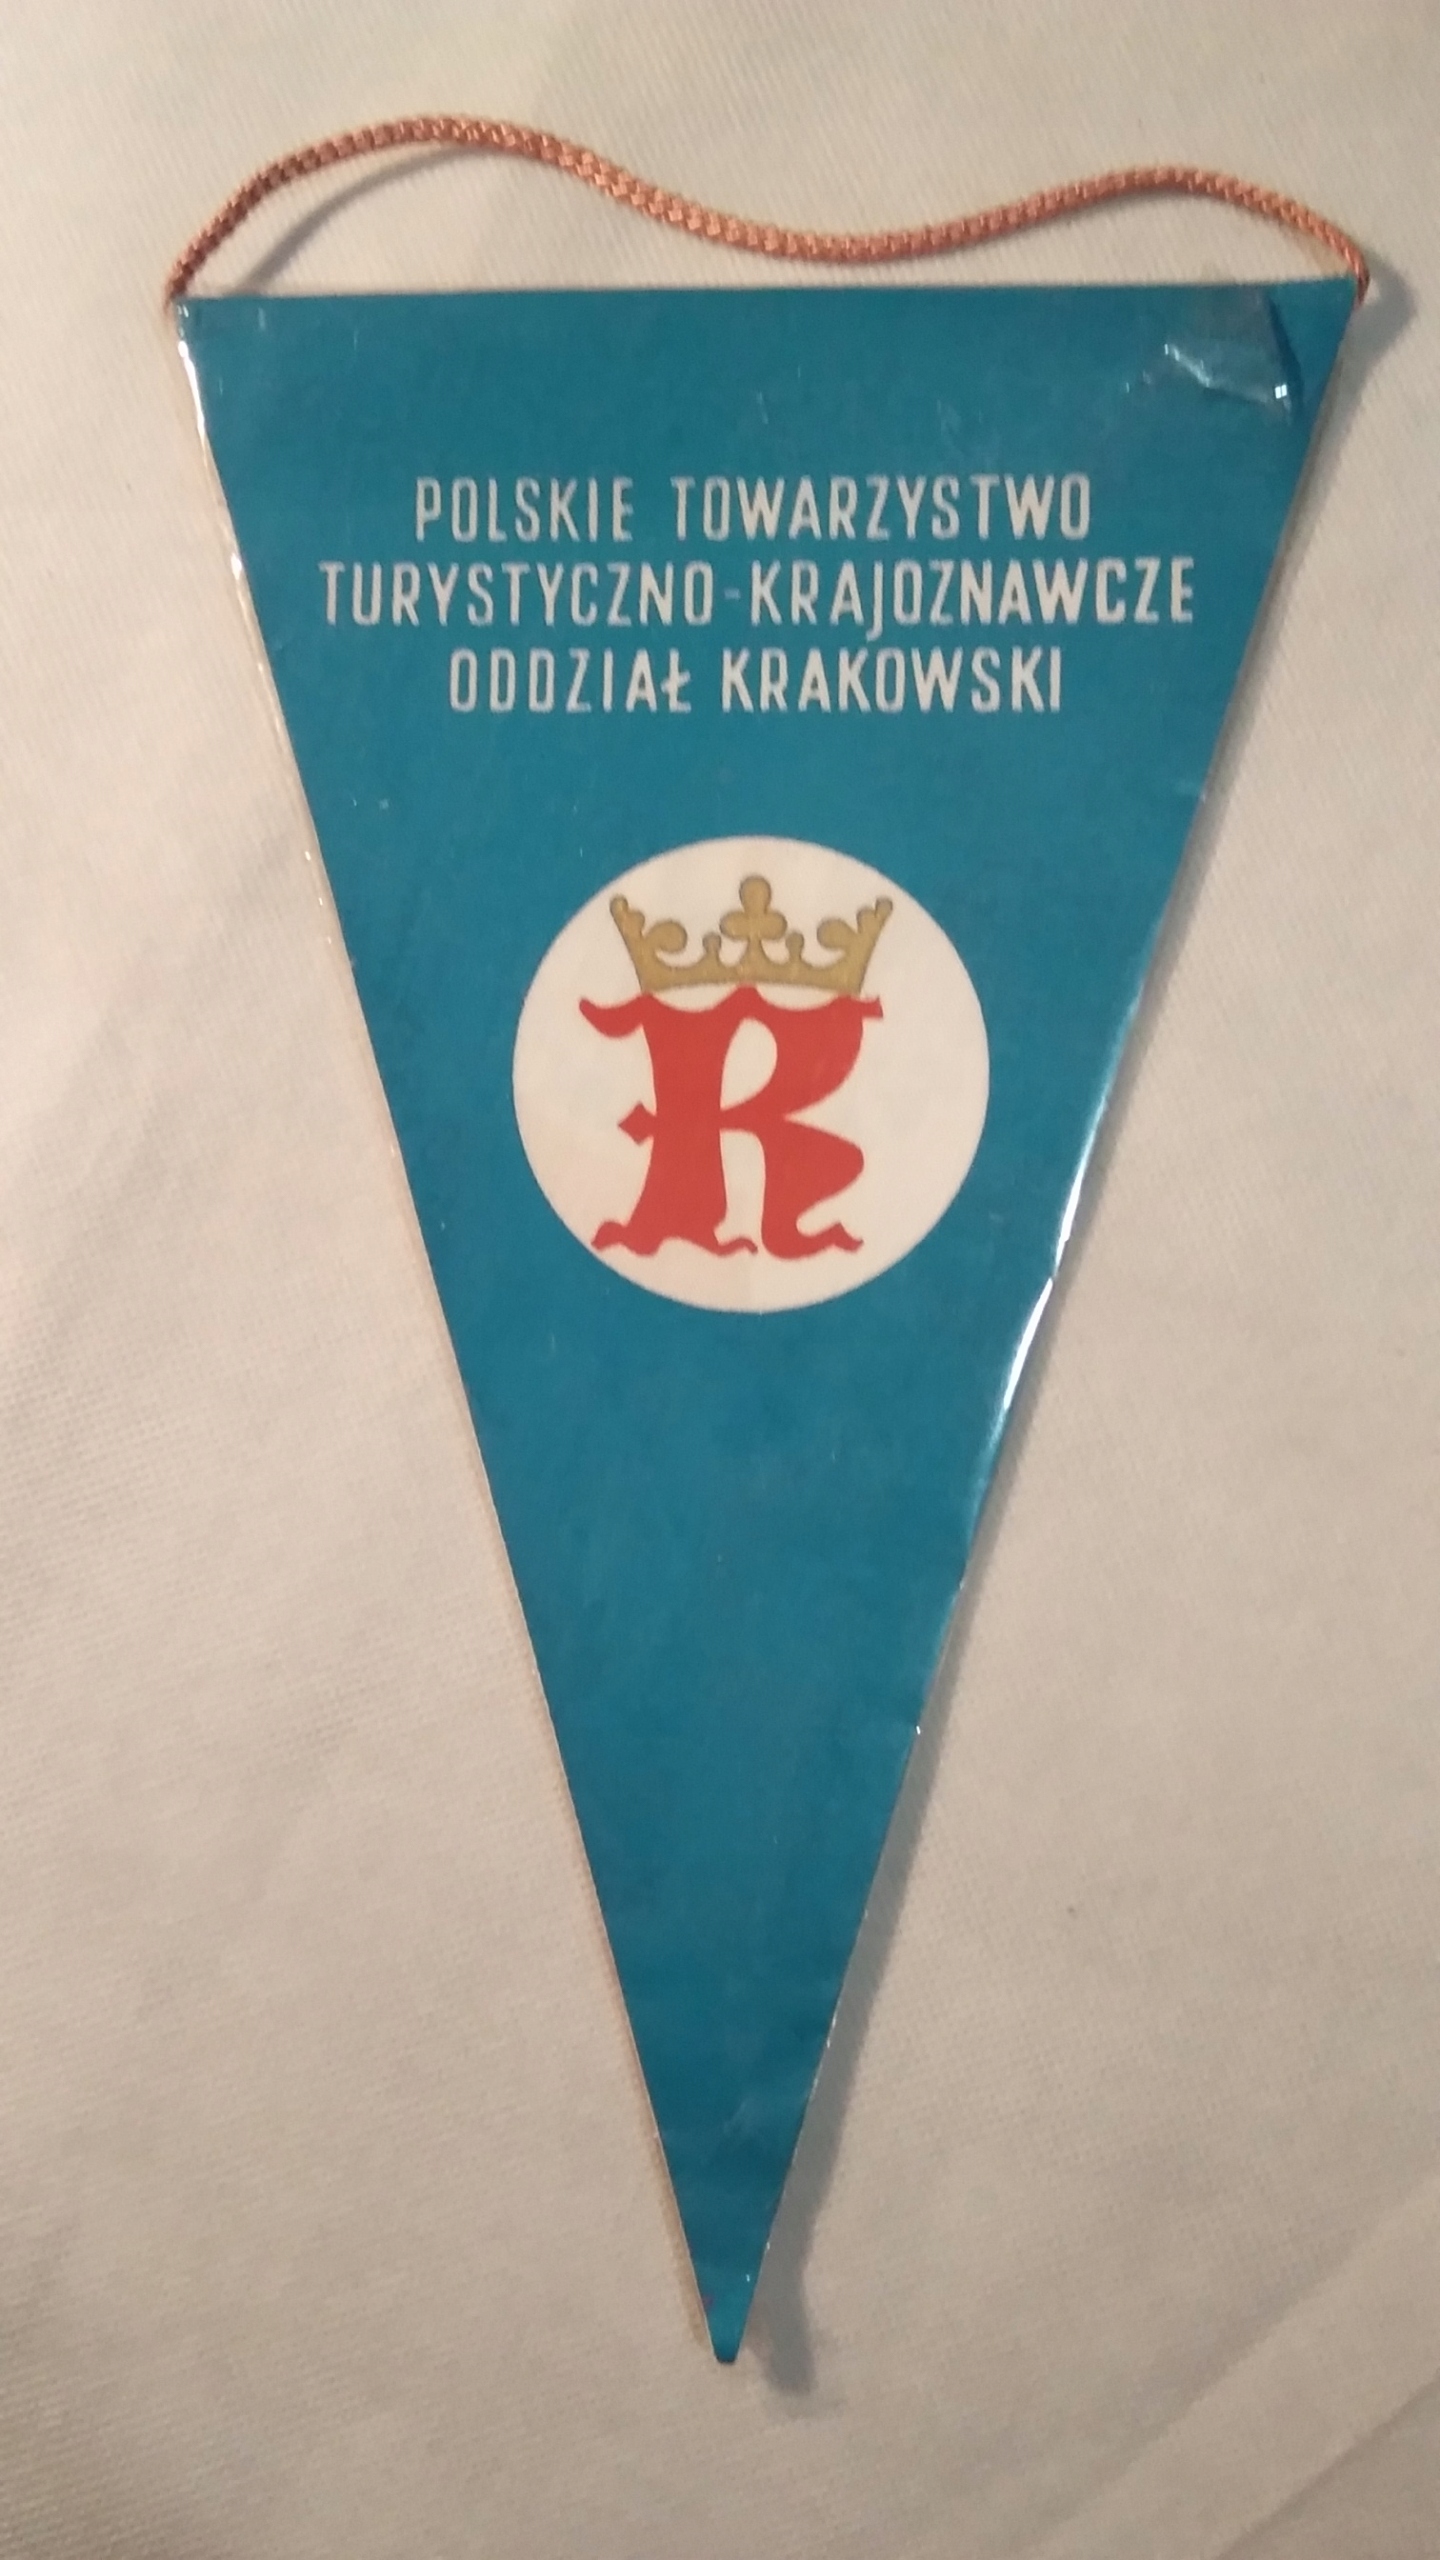 POLSKIE TOWARZYSTWO
TURYSTYCZNO-KRAJOZNAWCZE
ODDZIAŁ KRAKOWSKI
K